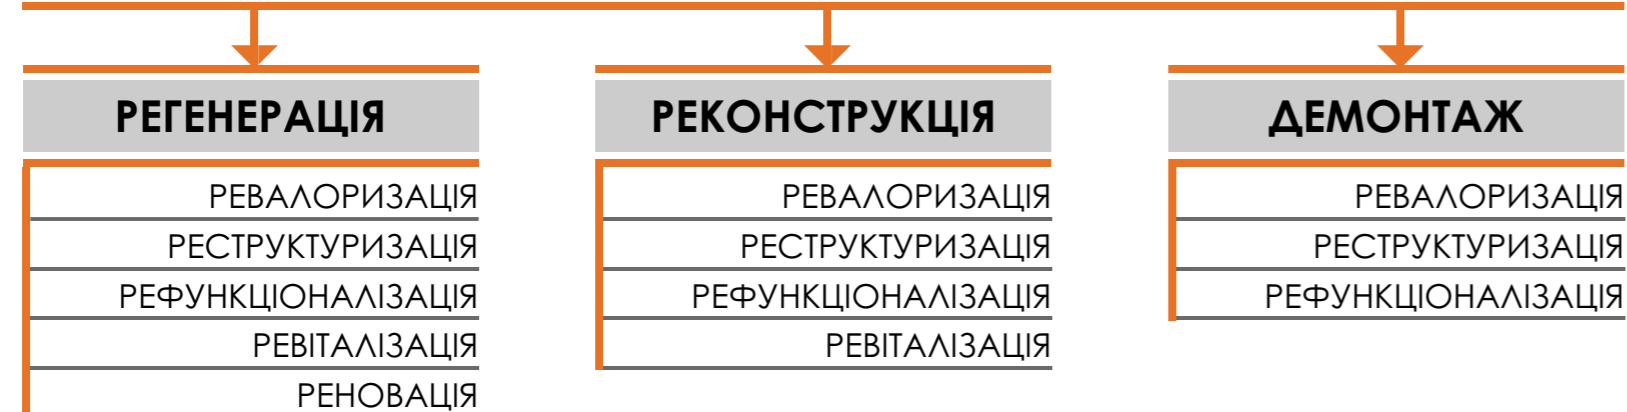 РЕГЕНЕРАЦІЯ
РЕВАЛОРИЗАЦІЯ
РЕСТРУКТУРИЗАЦІЯ
РЕФУНКЦІОНАЛІЗАЦІЯ
РЕВІТАЛІЗАЦІЯ
РЕНОВАЦІЯ
РЕКОНСТРУКЦІЯ
РЕВАЛОРИЗАЦІЯ
РЕСТРУКТУРИЗАЦІЯ
РЕФУНКЦІОНАЛІЗАЦІЯ
РЕВІТАЛІЗАЦІЯ
ДЕМОНТАЖ
РЕВАЛОРИЗАЦІЯ
РЕСТРУКТУРИЗАЦІЯ
РЕФУНКЦІОНАЛІЗАЦІЯ